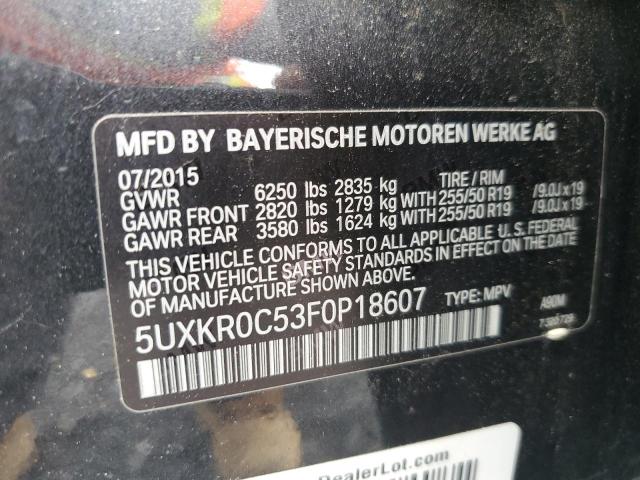 MFD BY BAYERISCHE MOTOREN WERKE AG
07/2015 TIRE / RIM
GVWR 6250 lbs 2835 kg
GAWR FRONT 2820 lbs 1279 kg WITH 255/50 R19 /9.0J x 19
GAWR REAR 3580 lbs 1624 kg WITH 255/50 R19 /9.0J x 19
THIS VEHICLE CONFORMS TO ALL APPLICABLE U.S. FEDERAL
MOTOR VEHICLE SAFETY STANDARDS IN EFFECT ON THE DATE
OF MANUFACTURE SHOWN ABOVE.
5UXKR0C53F0P18607 TYPE: MPV A90M
DealerLot.com